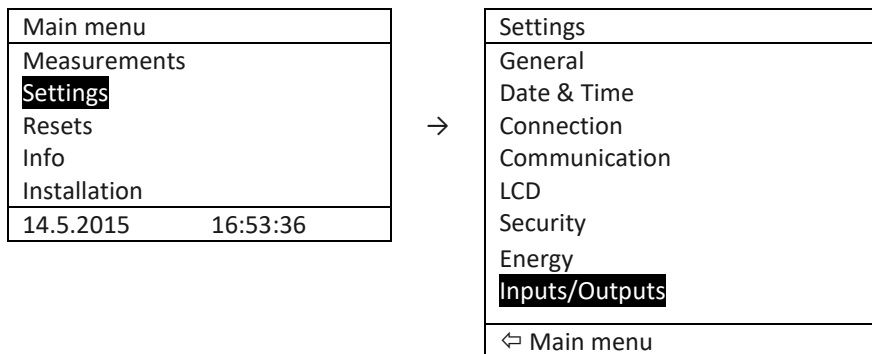 Main menu
Measurements
Settings
Resets
Info
Installation
14.5.2015 16:53:36
→
Settings
General
Date & Time
Connection
Communication
LCD
Security
Energy
Inputs/Outputs
⇦ Main menu